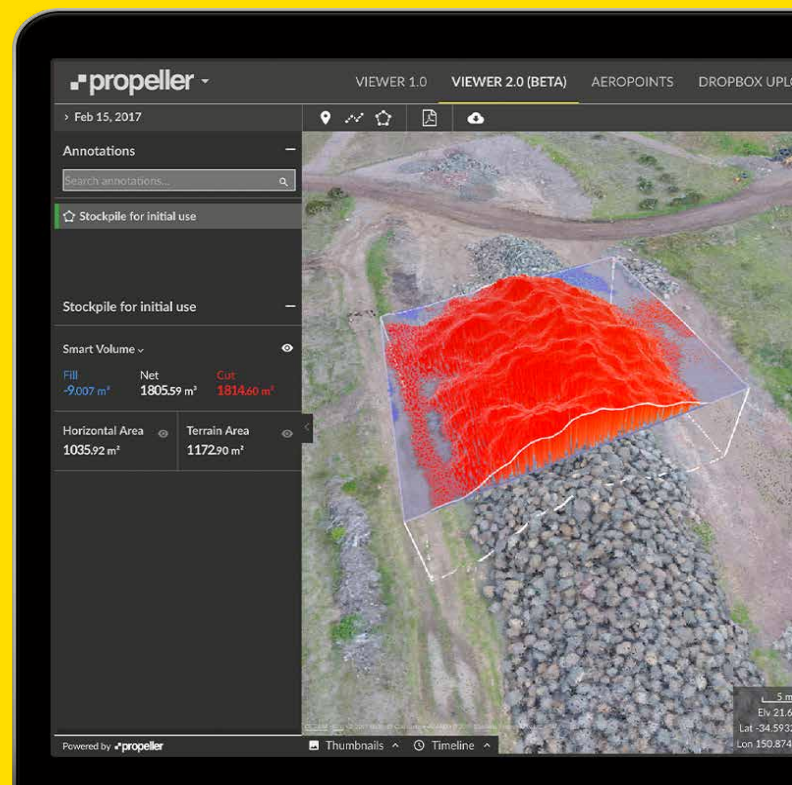 propeller
VIEWER 1.0 VIEWER 2.0 (BETA) AEROPOINTS DROPBOX UPLO
› Feb 15, 2017
Annotations
Search annotations...
Stockpile for initial use
Stockpile for initial use
Smart Volume
Fill Net Cut
-9.007 m³ 1805.59 m³ 1814.60 m³
Horizontal Area Terrain Area
1035.92 m² 1172.90 m²
5 m
Elv 21.6
Lat -34.5932
Lon 150.874
Powered by propeller
Thumbnails Timeline